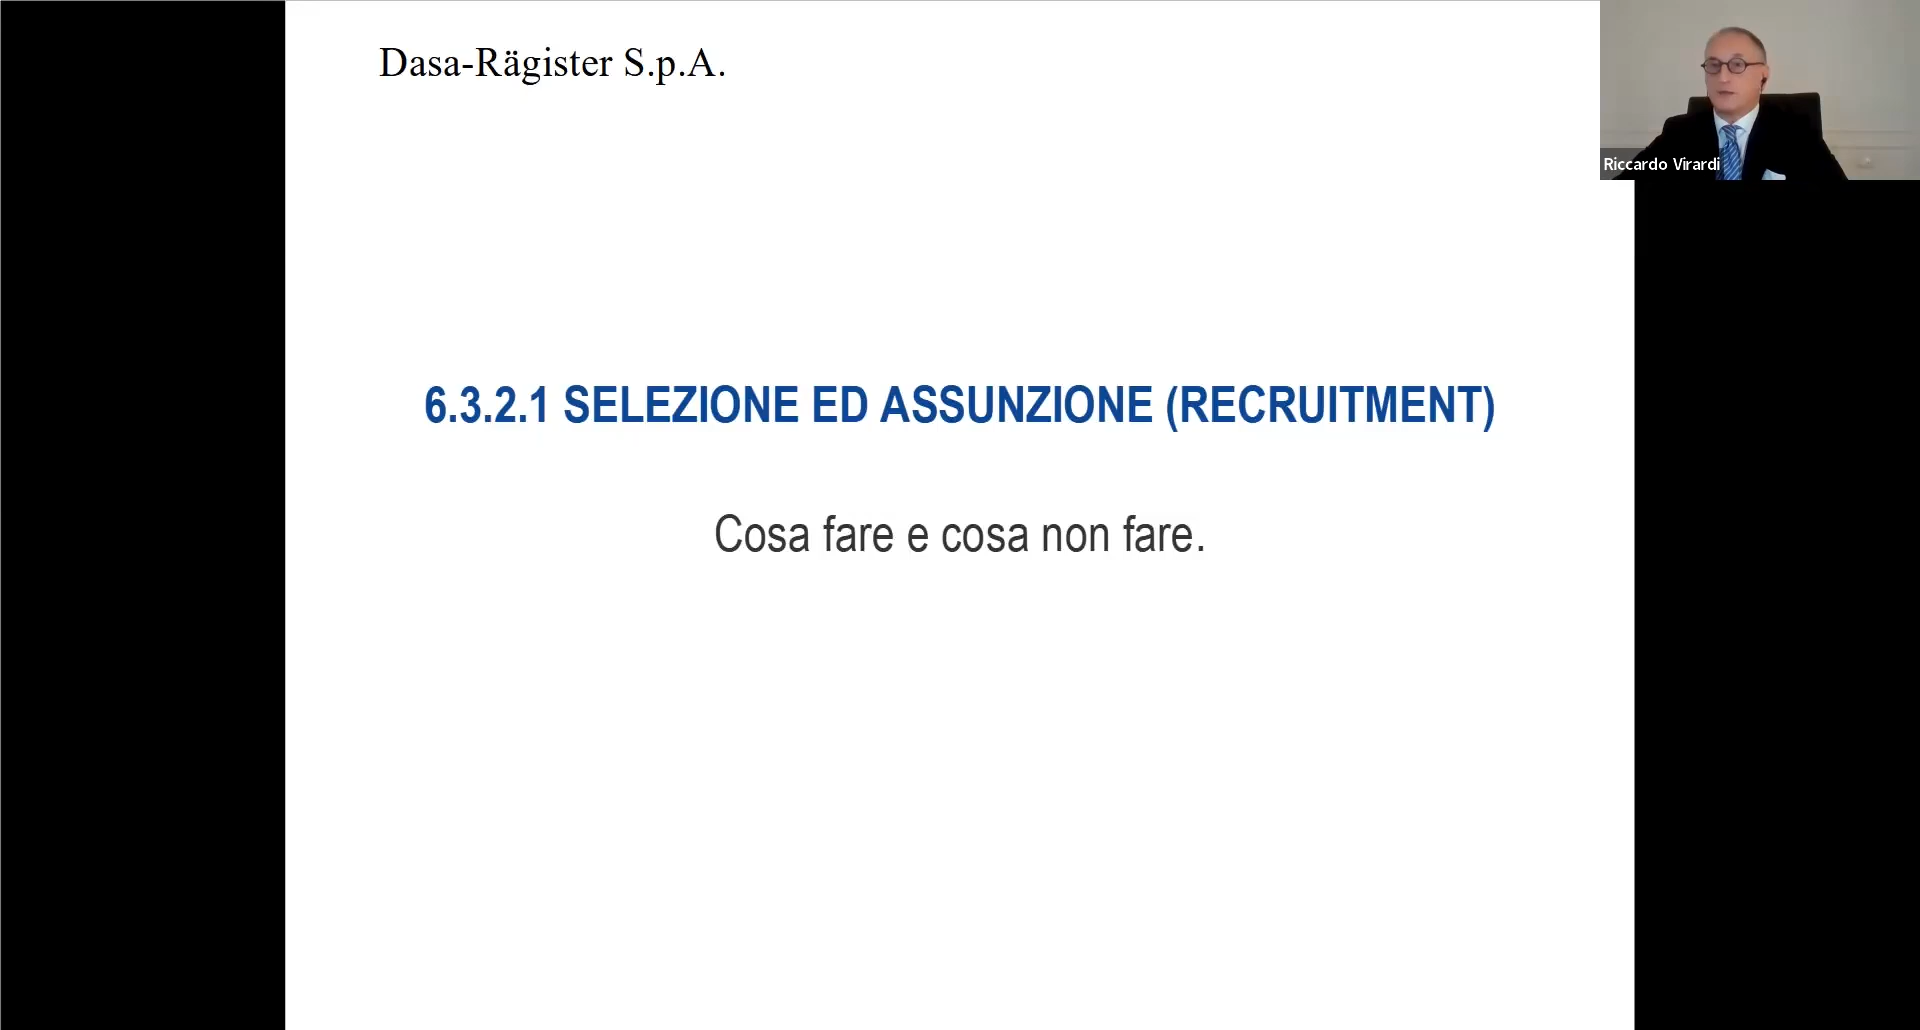 Dasa-Rägister S.p.A.
Riccardo Virardi
6.3.2.1 SELEZIONE ED ASSUNZIONE (RECRUITMENT)
Cosa fare e cosa non fare.